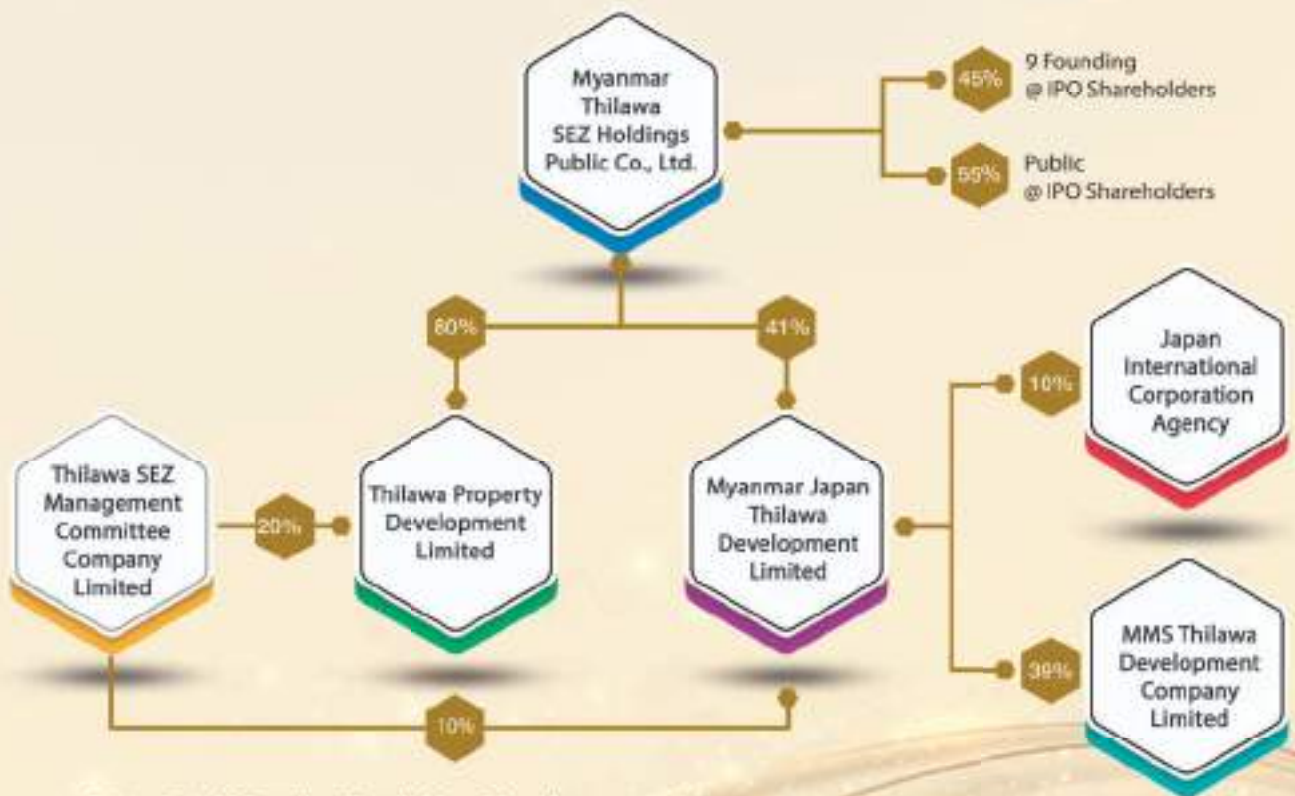 Myanmar
Thilawa
SEZ Holdings
Public Co., Ltd.
45%
9 Founding
@ IPO Shareholders
55%
Public
@ IPO Shareholders
80%
41%
Japan
International
Corporation
Agency
10%
Thilawa SEZ
Management
Committee
Company
Limited
20%
Thilawa Property
Development
Limited
Myanmar Japan
Thilawa
Development
Limited
MMS Thilawa
Development
Company
Limited
39%
10%